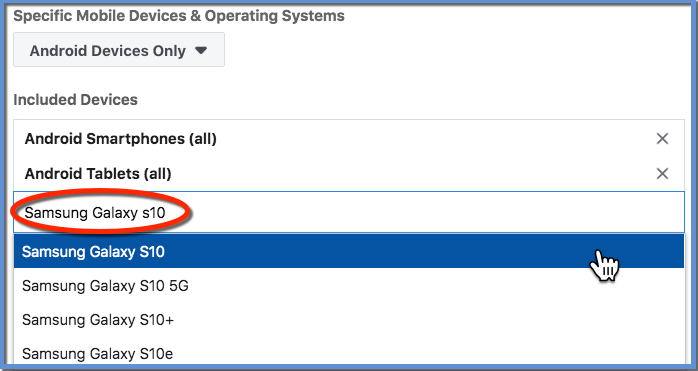 Specific Mobile Devices & Operating Systems
Android Devices Only
Included Devices
Android Smartphones (all)
Android Tablets (all)
Samsung Galaxy s10
Samsung Galaxy S10
Samsung Galaxy S10 5G
Samsung Galaxy S10+
Samsung Galaxy S10e